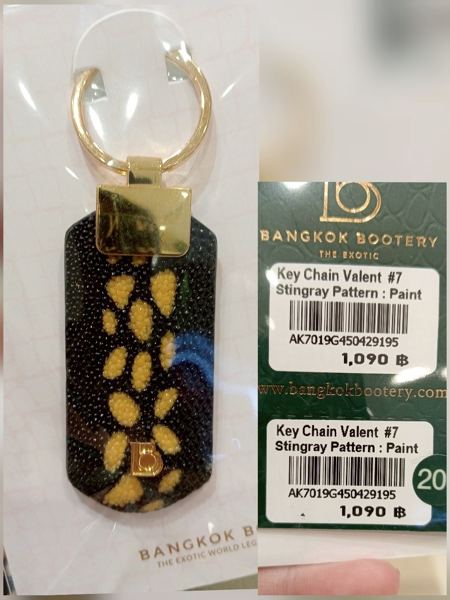 B
BANGKOK B
THE EXOTIC WORLD LEG
B
BANGKOK BOOTERY
THE EXOTIC
Key Chain Valent #7
Stingray Pattern : Paint
AK7019G450429195
1,090 ฿
www.bangkokbootery.com
Key Chain Valent #7
Stingray Pattern : Paint
20
AK7019G450429195
1,090 ฿